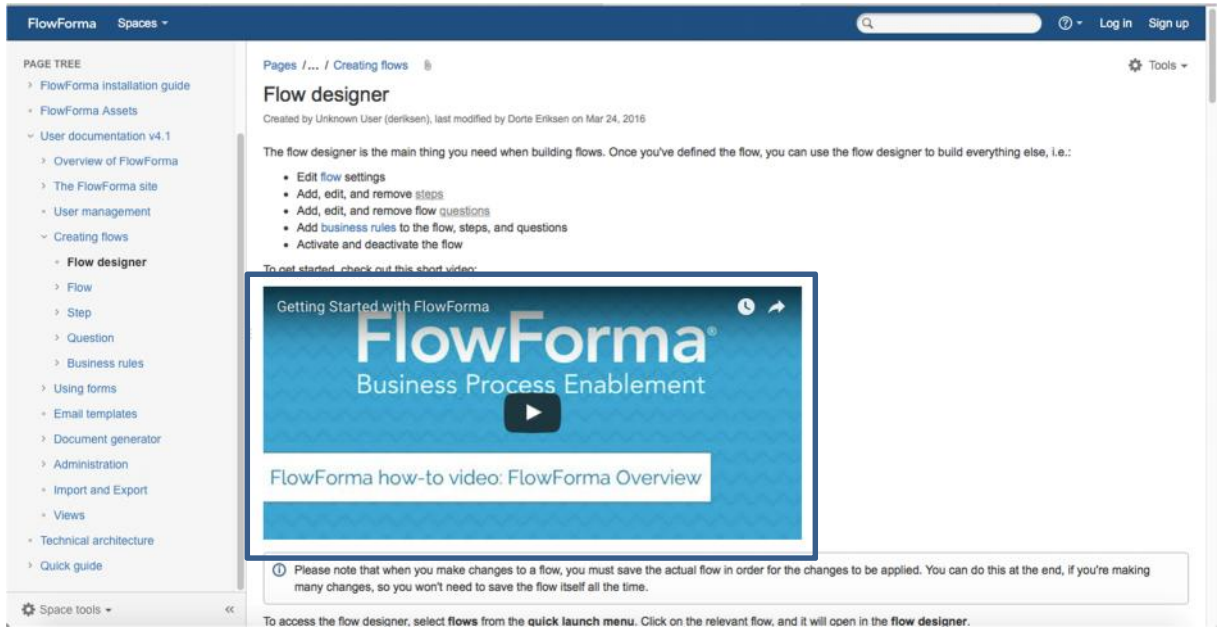 FlowForma Spaces
Log in Sign up
PAGE TREE
FlowForma installation guide
FlowForma Assets
User documentation v4.1
Overview of FlowForma
The FlowForma site
User management
Creating flows
Flow designer
Flow
Step
Question
Business rules
Using forms
Email templates
Document generator
Administration
Import and Export
Views
Technical architecture
Quick guide
Space tools
Pages /... / Creating flows
Tools
Flow designer
Created by Unknown User (deriksen), last modified by Dorte Eriksen on Mar 24, 2016
The flow designer is the main thing you need when building flows. Once you've defined the flow, you can use the flow designer to build everything else, i.e.:
Edit flow settings
Add, edit, and remove steps
Add, edit, and remove flow questions
Add business rules to the flow, steps, and questions
Activate and deactivate the flow
To get started, check out this short video:
Getting Started with FlowForma
FlowForma®
Business Process Enablement
FlowForma how-to video: FlowForma Overview
Please note that when you make changes to a flow, you must save the actual flow in order for the changes to be applied. You can do this at the end, if you're making
many changes, so you won't need to save the flow itself all the time.
To access the flow designer, select flows from the quick launch menu. Click on the relevant flow, and it will open in the flow designer.